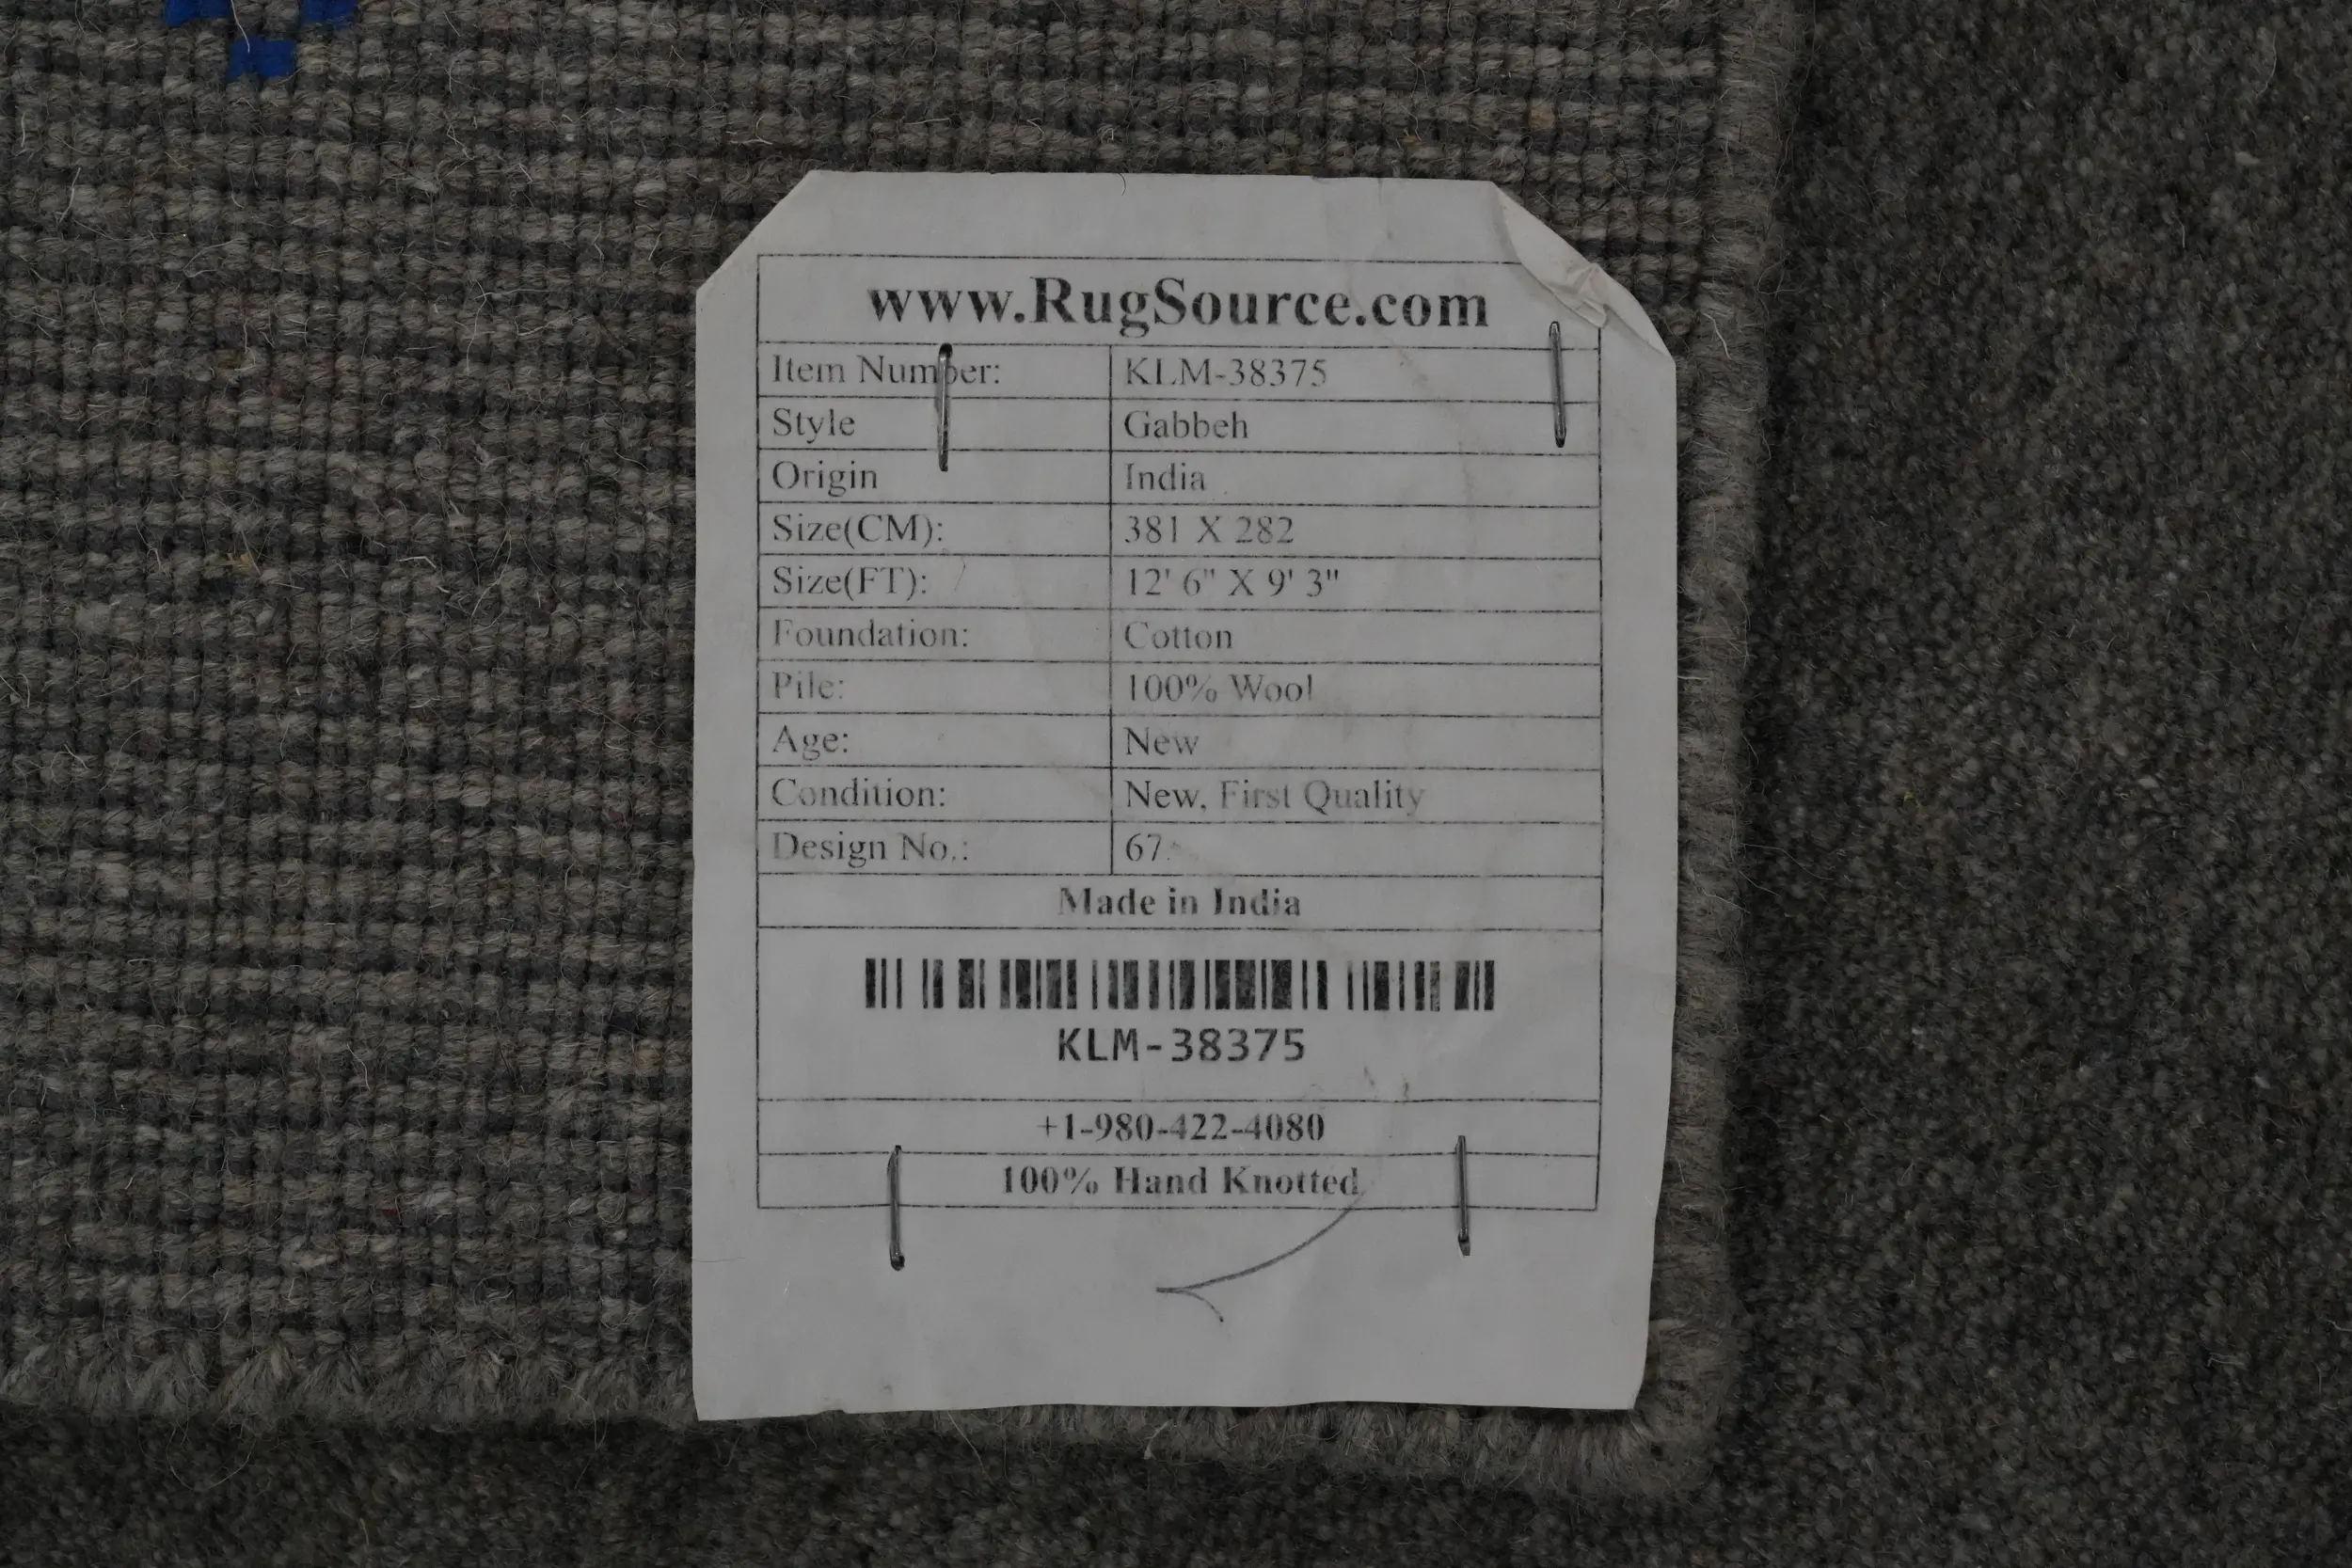 www.RugSource.com
Item Number: KLM-38375
Style Gabbeh
Origin India
Size(CM): 381 X 282
Size(FT): 12' 6" X 9' 3"
Foundation: Cotton
Pile: 100% Wool
Age: New
Condition: New, First Quality
Design No.: 67
Made in India
KLM-38375
+1-980-422-4080
100% Hand Knotted